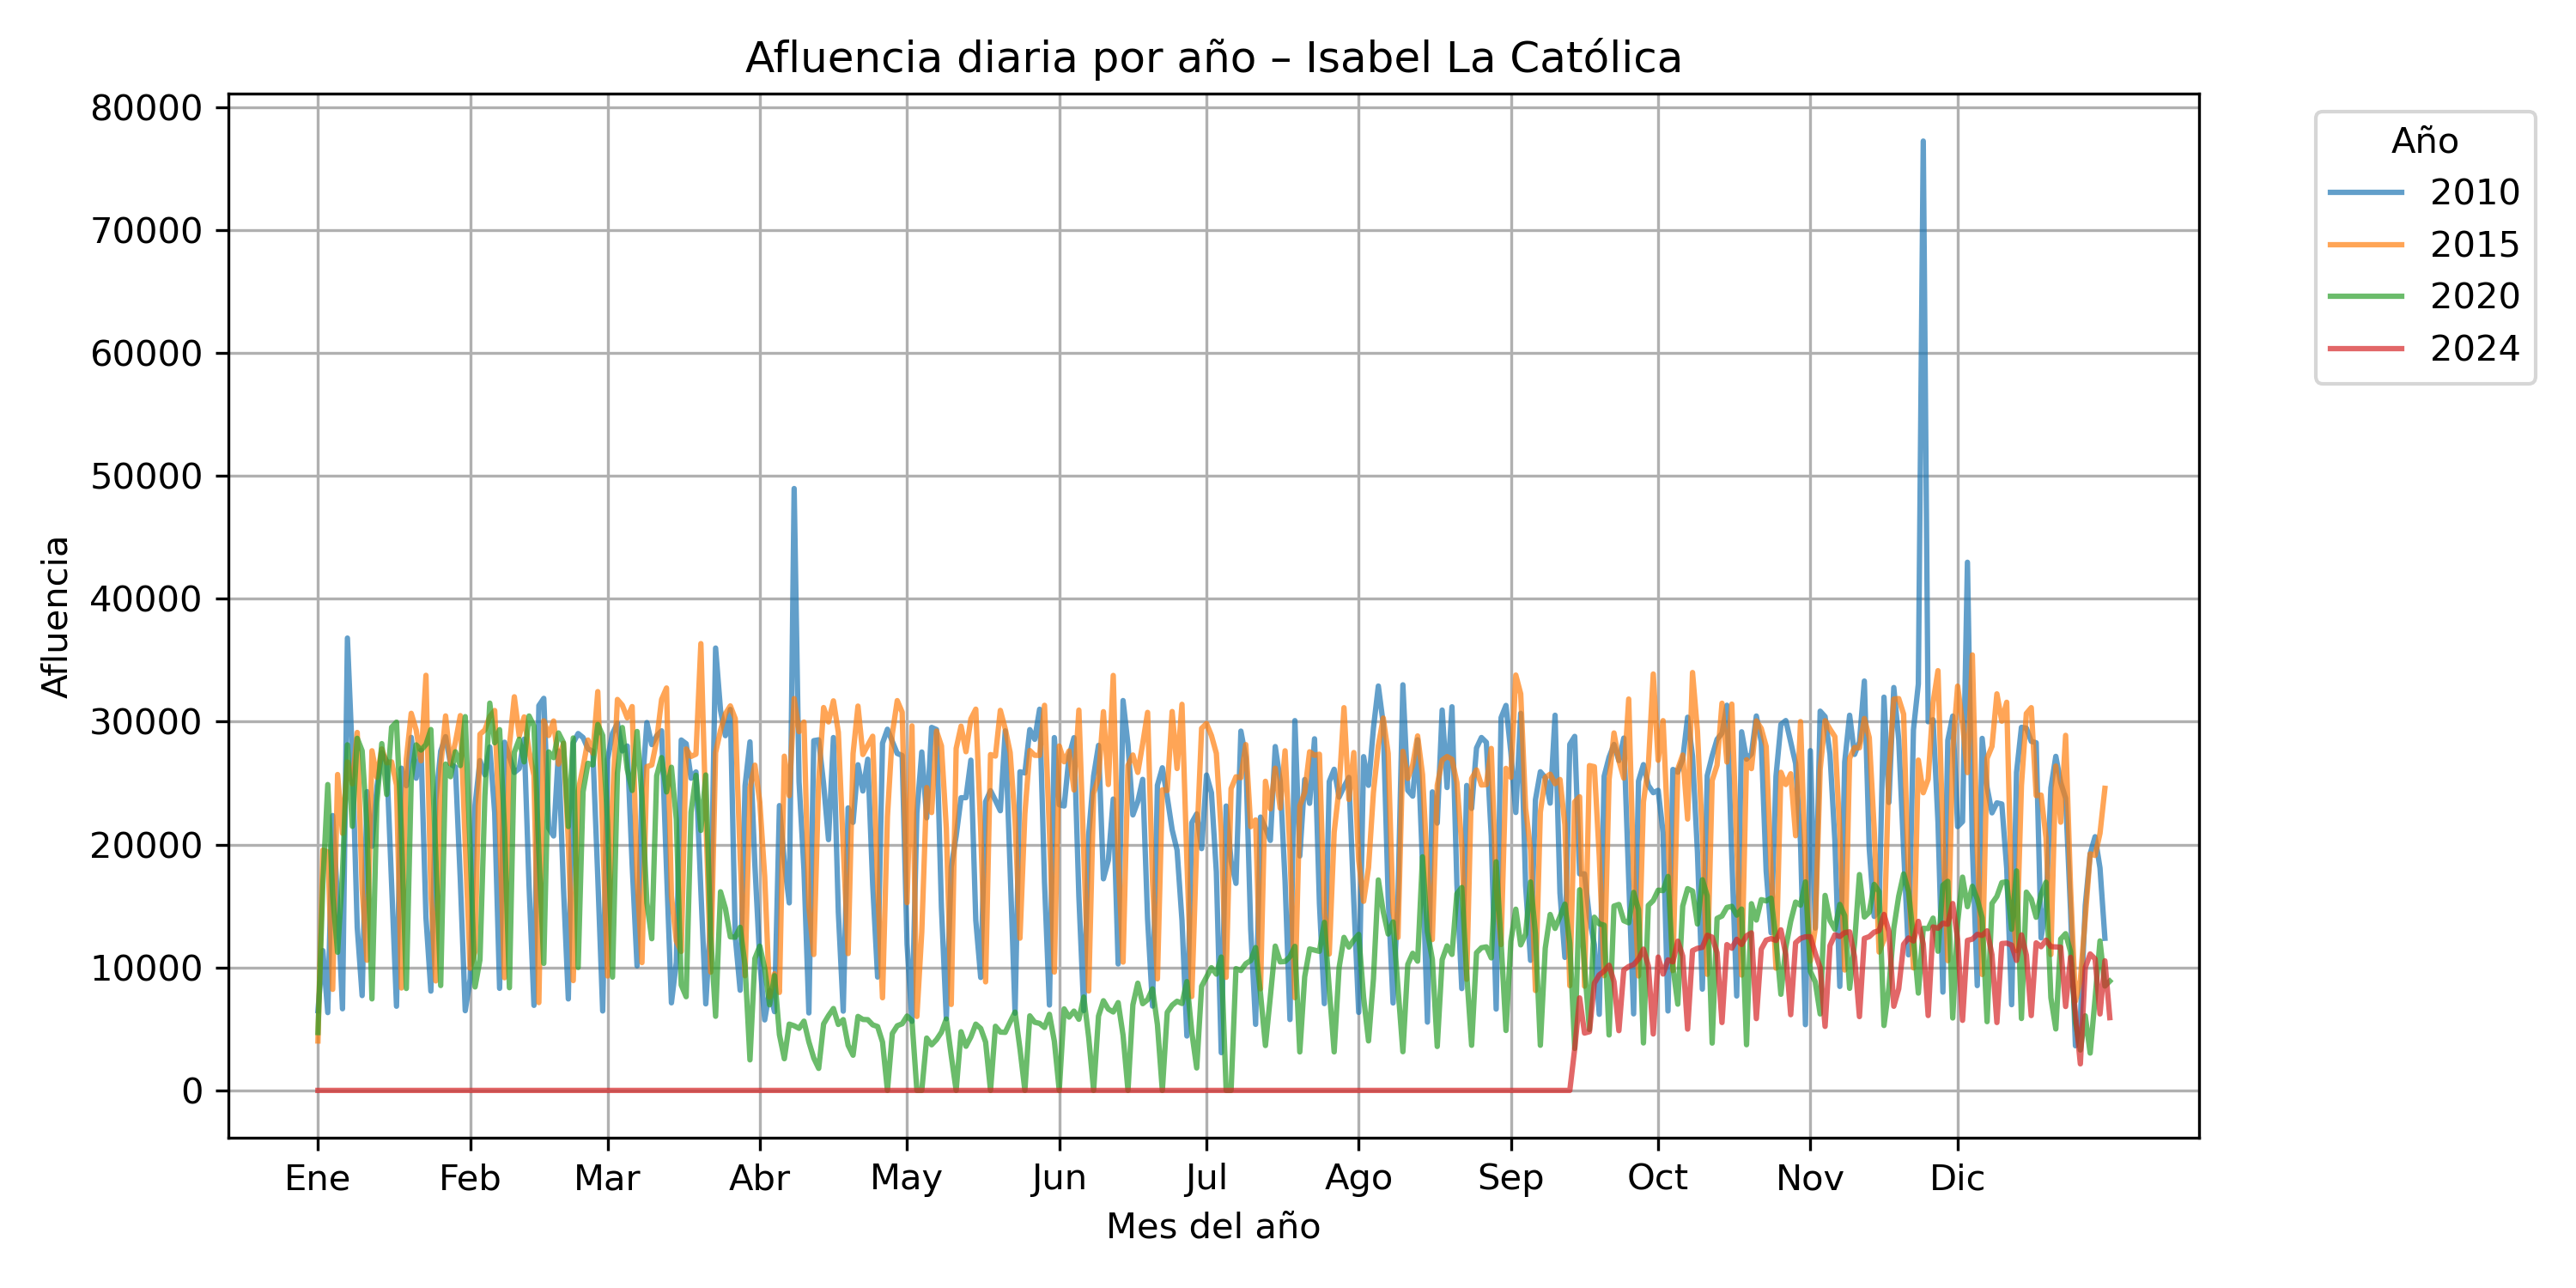 Afluencia diaria por año – Isabel La Católica
80000
70000
60000
50000
40000
30000
20000
10000
0
Afluencia
Ene Feb Mar Abr May Jun Jul Ago Sep Oct Nov Dic
Mes del año
Año
2010
2015
2020
2024